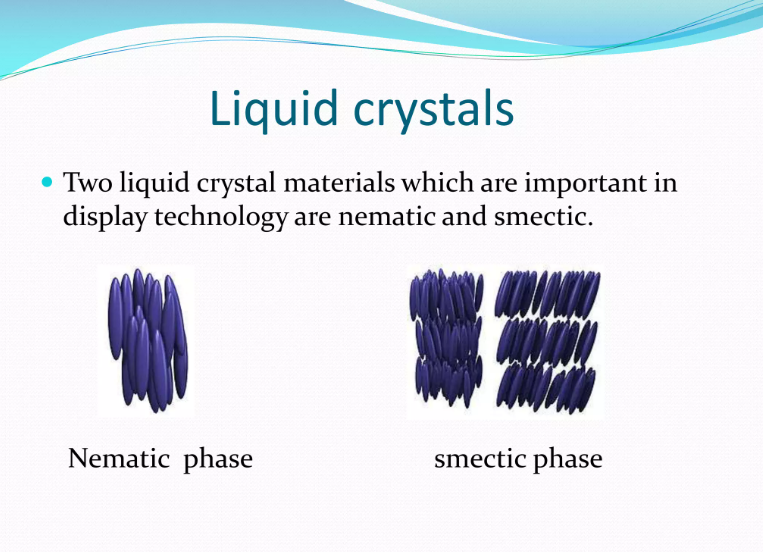 Liquid crystals
Two liquid crystal materials which are important in
display technology are nematic and smectic.
Nematic phase
smectic phase